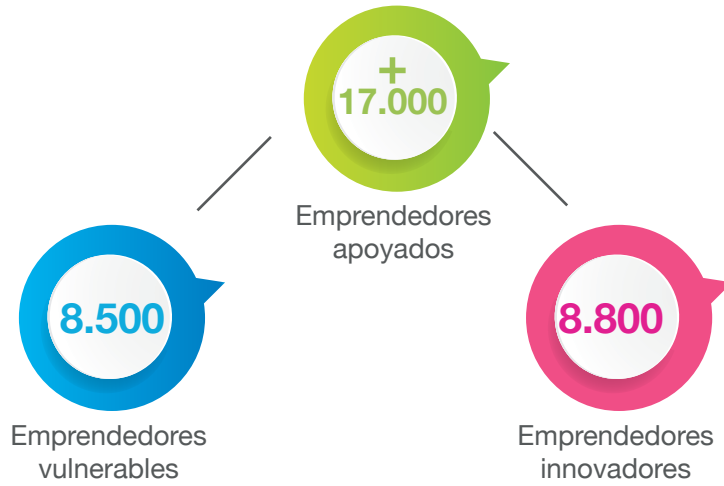 +
17.000
Emprendedores
apoyados
8.500
Emprendedores
vulnerables
8.800
Emprendedores
innovadores